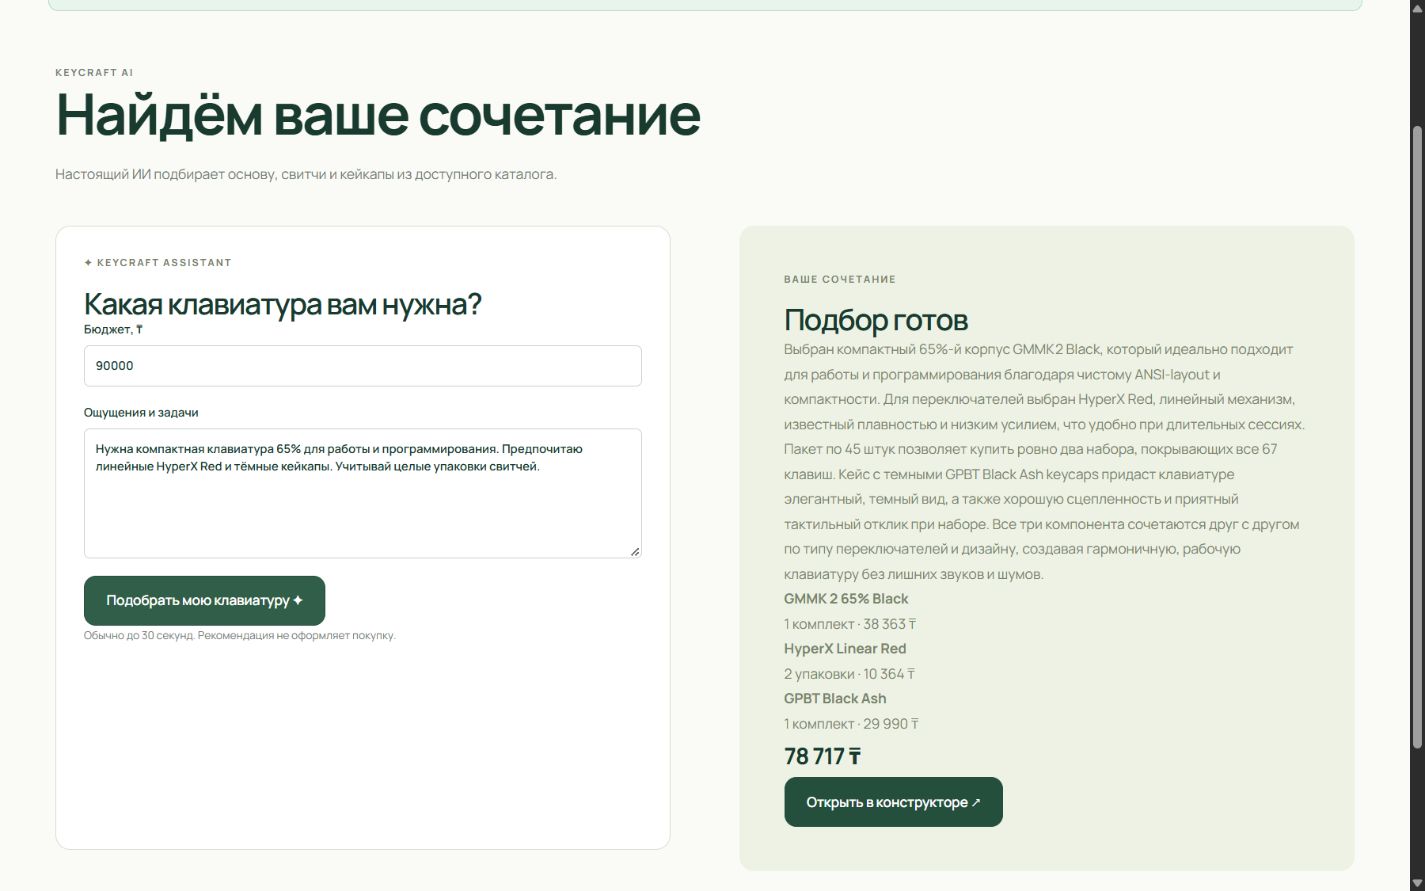 KEYCRAFT AI
Найдём ваше сочетание
Настоящий ИИ подбирает основу, свитчи и кейкапы из доступного каталога.
✦ KEYCRAFT ASSISTANT
Какая клавиатура вам нужна?
Бюджет, ₸
90000
Ощущения и задачи
Нужна компактная клавиатура 65% для работы и программирования. Предпочитаю
линейные HyperX Red и тёмные кейкапы. Учитывай целые упаковки свитчей.
Подобрать мою клавиатуру ✦
Обычно до 30 секунд. Рекомендация не оформляет покупку.
ВАШЕ СОЧЕТАНИЕ
Подбор готов
Выбран компактный 65%-й корпус GMMK 2 Black, который идеально подходит
для работы и программирования благодаря чистому ANSI-layout и
компактности. Для переключателей выбран HyperX Red, линейный механизм,
известный плавностью и низким усилием, что удобно при длительных сессиях.
Пакет по 45 штук позволяет купить ровно два набора, покрывающих все 67
клавиш. Кейс с темными GPBT Black Ash keycaps придаст клавиатуре
элегантный, темный вид, а также хорошую сцепленность и приятный
тактильный отклик при наборе. Все три компонента сочетаются друг с другом
по типу переключателей и дизайну, создавая гармоничную, рабочую
клавиатуру без лишних звуков и шумов.
GMMK 2 65% Black
1 комплект · 38 363 ₸
HyperX Linear Red
2 упаковки · 10 364 ₸
GPBT Black Ash
1 комплект · 29 990 ₸
78 717 ₸
Открыть в конструкторе ↗